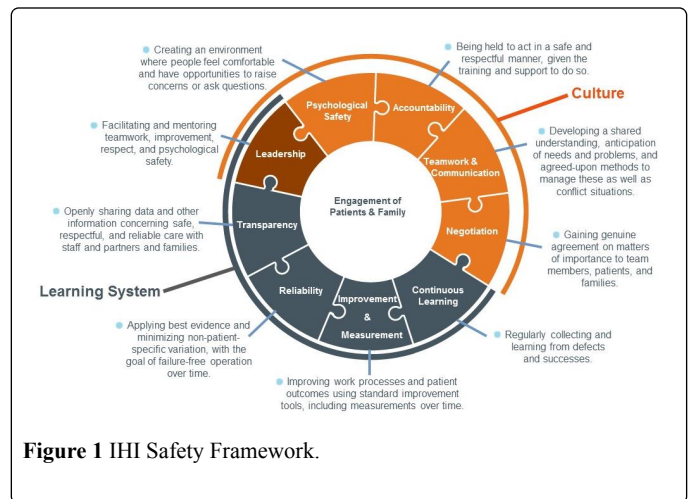 Creating an environment
where people feel comfortable
and have opportunities to raise
concerns or ask questions.
Being held to act in a safe and
respectful manner, given the
training and support to do so.
Culture
Psychological
Safety
Accountability
Facilitating and mentoring
teamwork, improvement,
respect, and psychological
safety.
Leadership
Teamwork &
Communication
Developing a shared
understanding, anticipation
of needs and problems, and
agreed-upon methods to
manage these as well as
conflict situations.
Engagement of
Patients & Family
Openly sharing data and other
information concerning safe,
respectful, and reliable care with
staff and partners and families.
Transparency
Negotiation
Gaining genuine
agreement on matters
of importance to team
members, patients, and
families.
Learning System
Reliability
Improvement
&
Measurement
Continuous
Learning
Applying best evidence and
minimizing non-patient-
specific variation, with the
goal of failure-free operation
over time.
Regularly collecting and
learning from defects
and successes.
Improving work processes and patient
outcomes using standard improvement
tools, including measurements over time.
Figure 1 IHI Safety Framework.